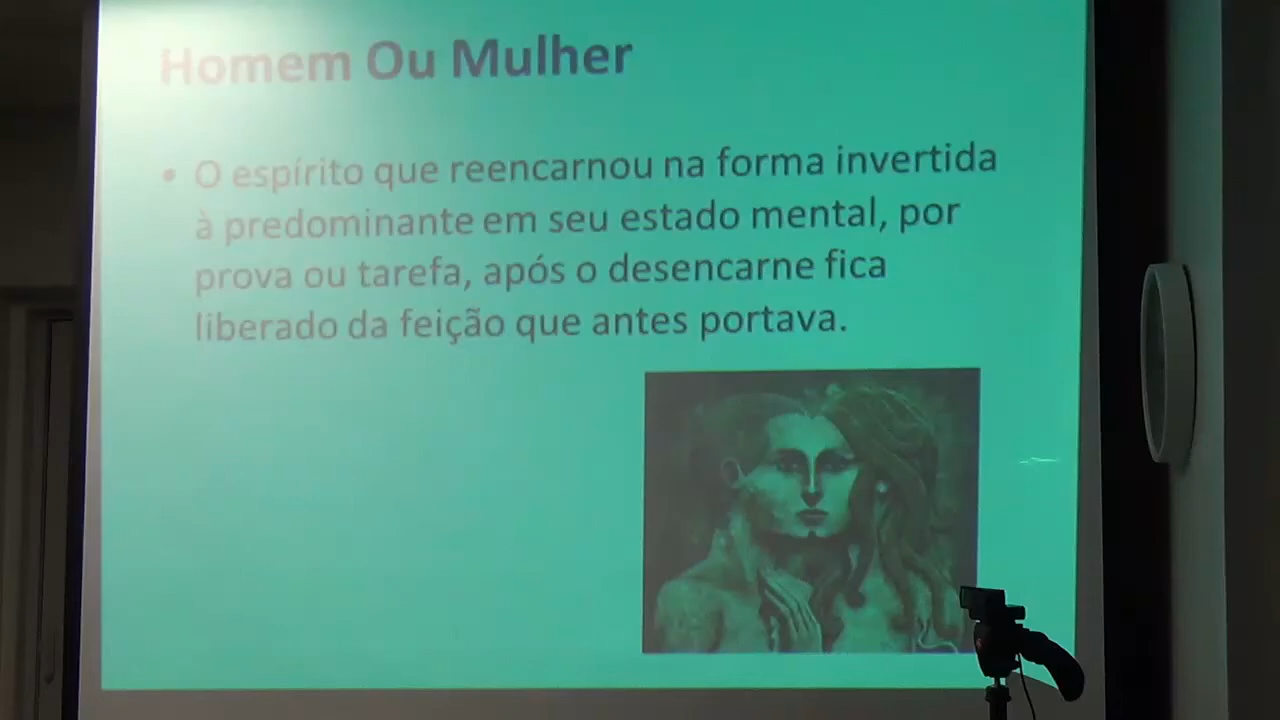 Homem Ou Mulher
• O espírito que reencarnou na forma invertida
à predominante em seu estado mental, por
prova ou tarefa, após o desencarne fica
liberado da feição que antes portava.